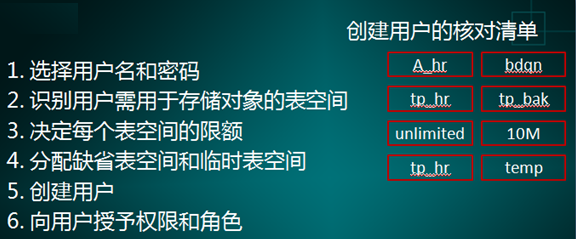 创建用户的核对清单
1. 选择用户名和密码
A_hr bdqn
2. 识别用户需用于存储对象的表空间
tp_hr tp_bak
3. 决定每个表空间的限额
unlimited 10M
4. 分配缺省表空间和临时表空间
tp_hr temp
5. 创建用户
6. 向用户授予权限和角色